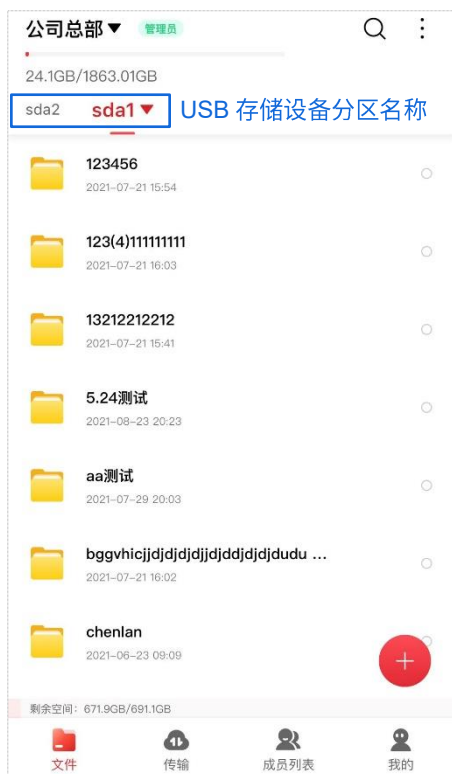 公司总部▼ 管理员
24.1GB/1863.01GB
sda2 sda1▼ USB 存储设备分区名称
123456
2021-07-21 15:54
123(4)111111111
2021-07-21 16:03
13212212212
2021-07-21 15:41
5.24测试
2021-08-23 20:23
aa测试
2021-07-29 20:03
bggvhicjjdjdjdjdjjdjddjdjdjdudu ...
2021-07-21 16:02
chenlan
2021-06-23 09:09
剩余空间: 671.9GB/691.1GB
文件 传输 成员列表 我的